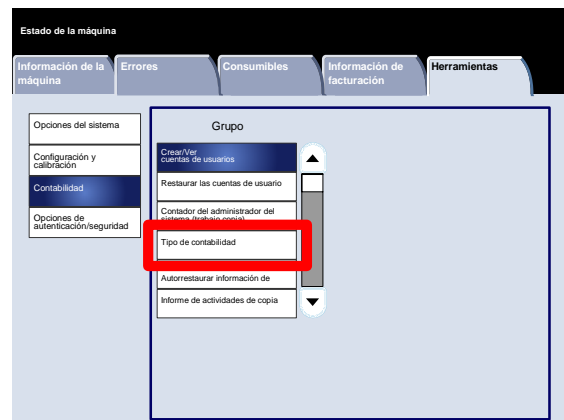 Estado de la máquina
Información de la
máquina
Errores
Consumibles
Información de
facturación
Herramientas
Opciones del sistema
Configuración y
calibración
Contabilidad
Opciones de
autenticación/seguridad
Grupo
Crear/Ver
cuentas de usuarios
Restaurar las cuentas de usuario
Contador del administrador del
sistema (trabajo copia)
Tipo de contabilidad
Autorrestaurar información de
Informe de actividades de copia